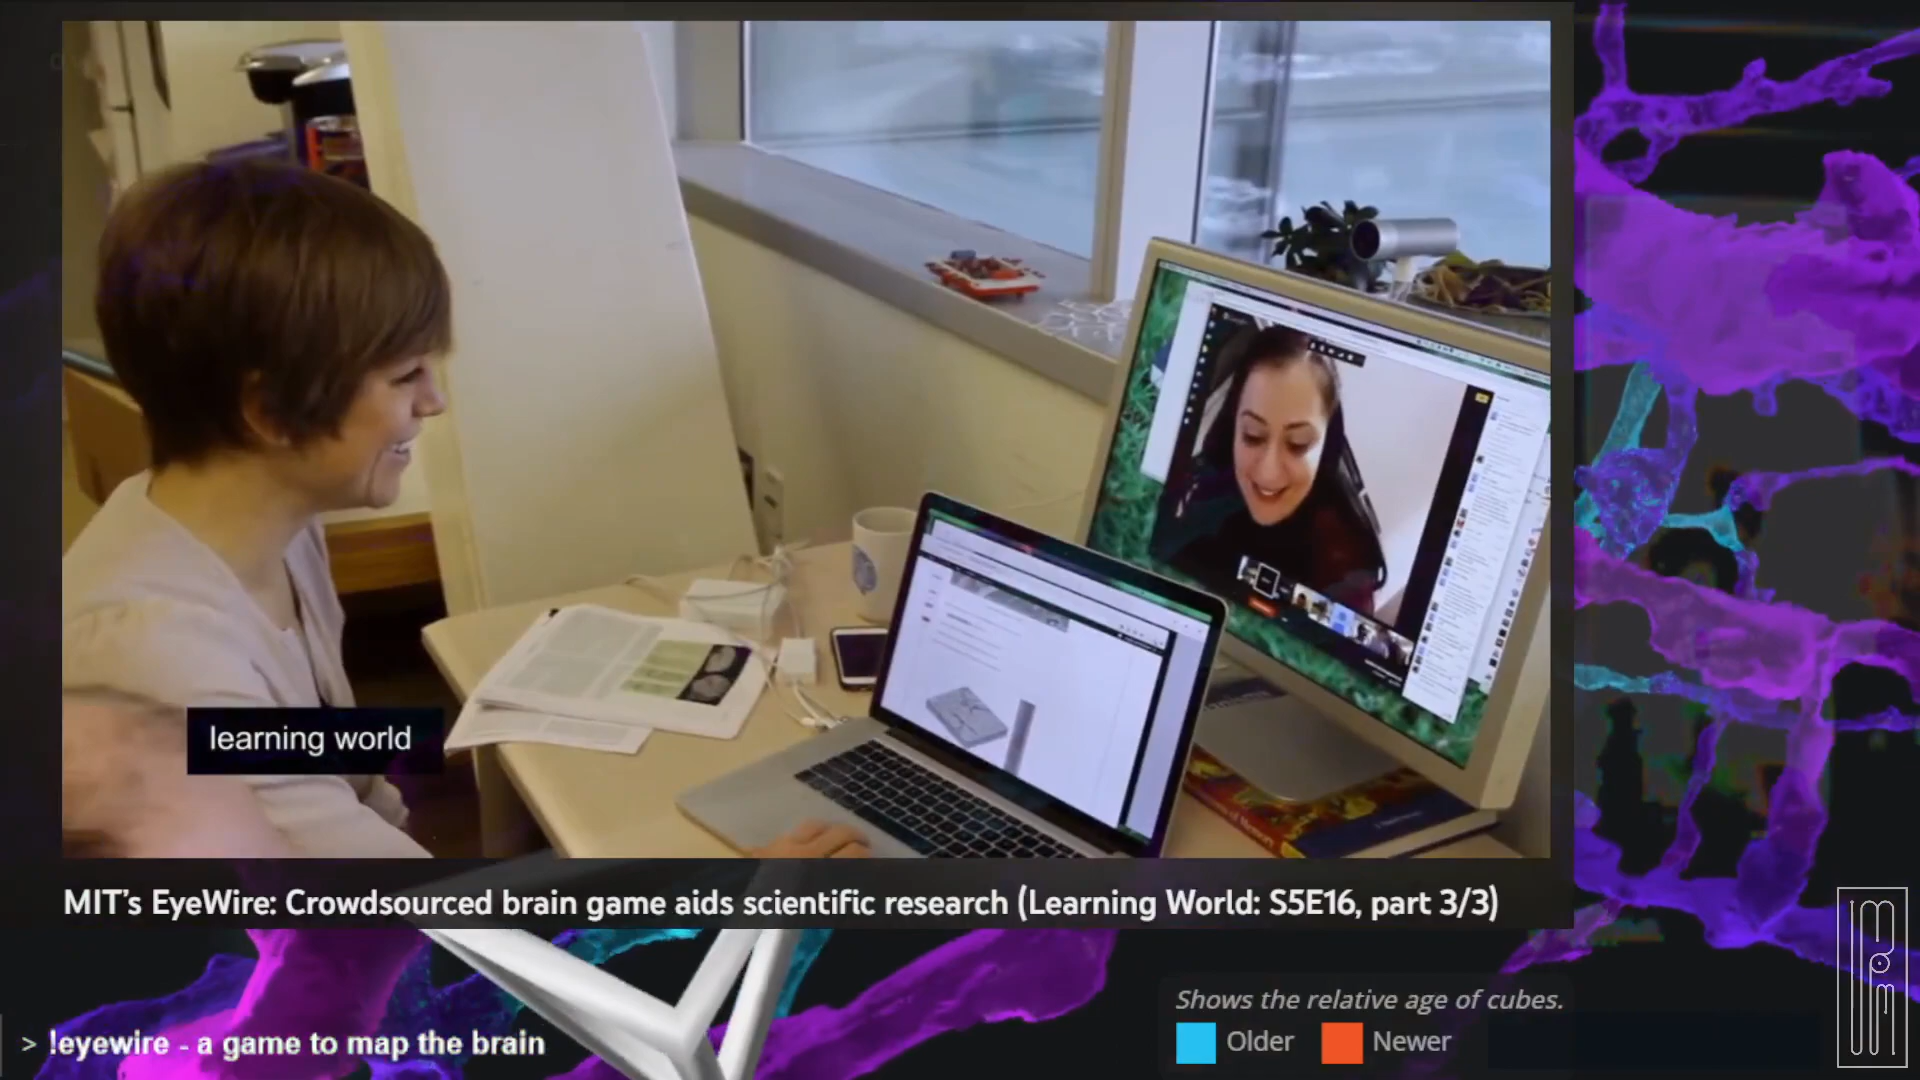 learning world
MIT's EyeWire: Crowdsourced brain game aids scientific research (Learning World: S5E16, part 3/3)
Shows the relative age of cubes.
Older Newer
> !eyewire - a game to map the brain